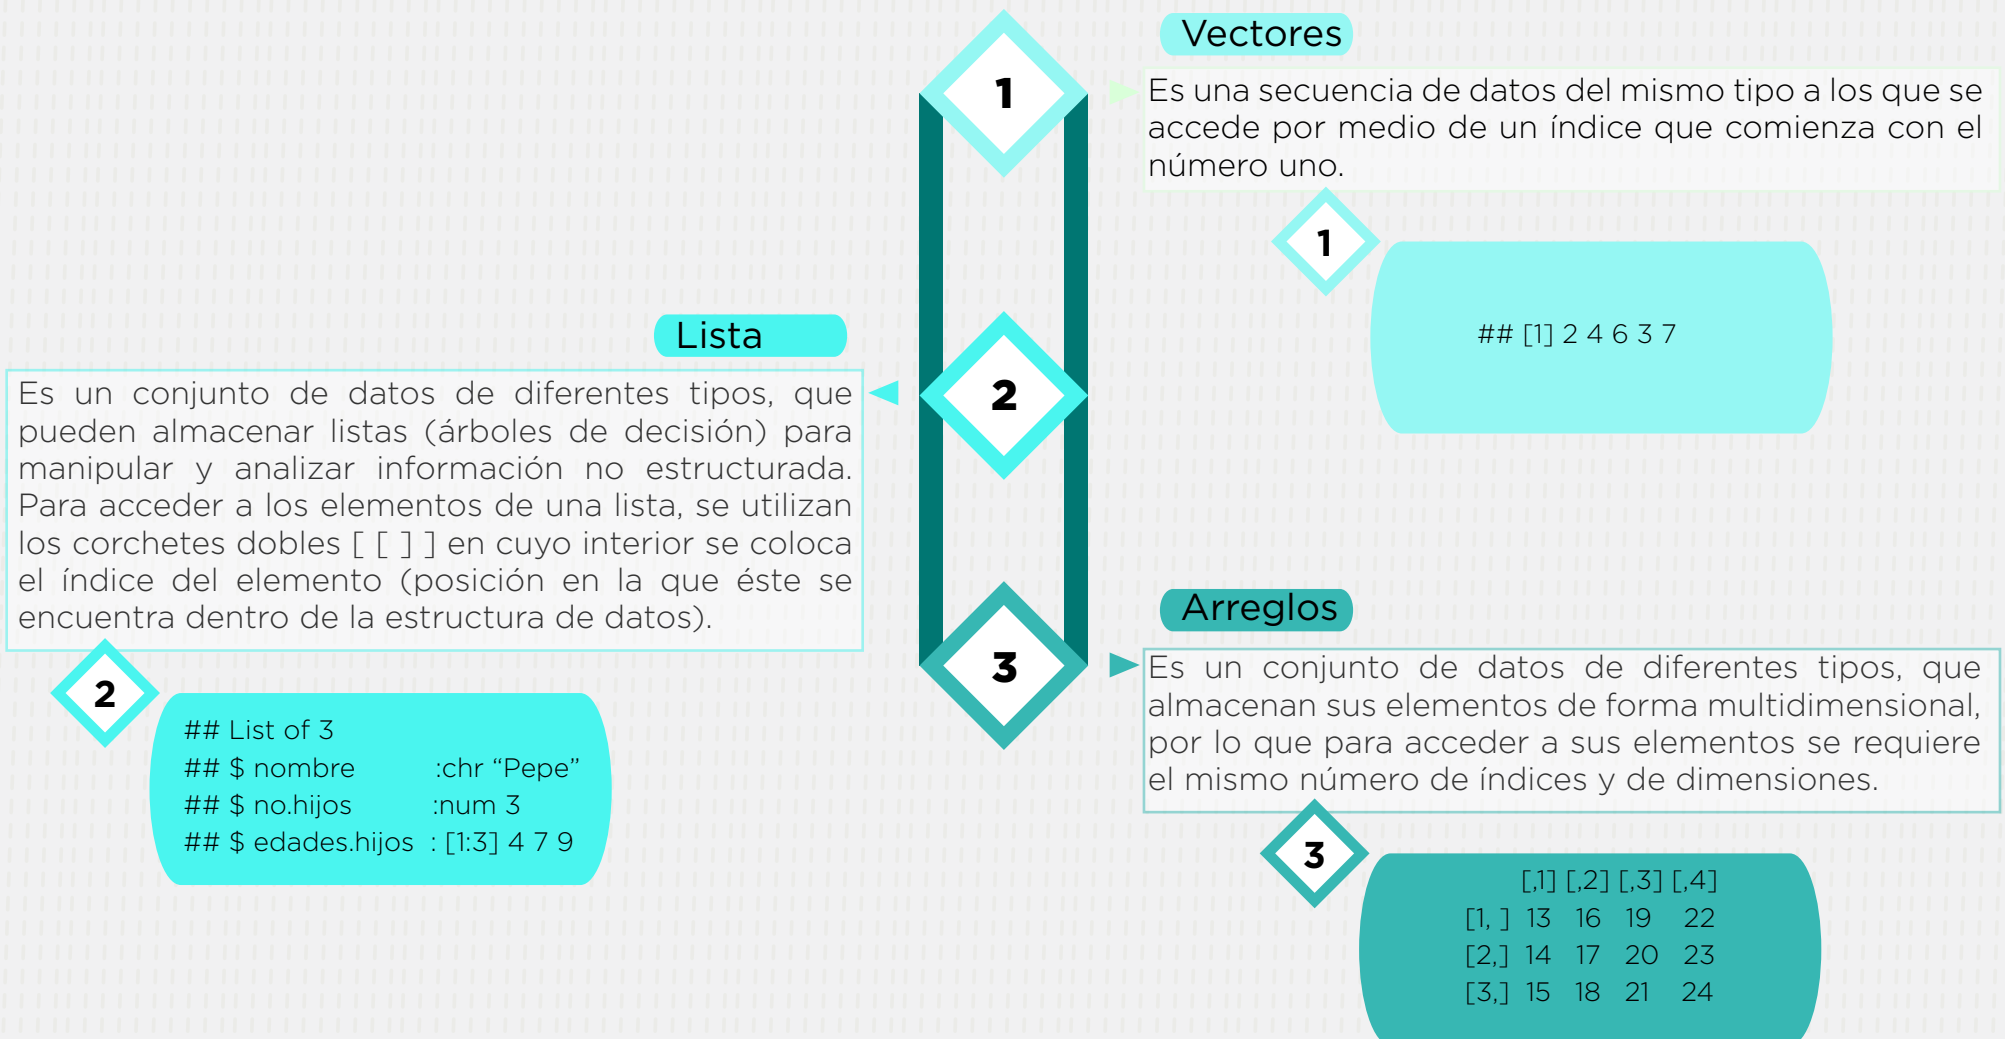 1
Vectores
Es una secuencia de datos del mismo tipo a los que se
accede por medio de un índice que comienza con el
número uno.
1
## [1] 2 4 6 3 7
2
Lista
Es un conjunto de datos de diferentes tipos, que
pueden almacenar listas (árboles de decisión) para
manipular y analizar información no estructurada.
Para acceder a los elementos de una lista, se utilizan
los corchetes dobles [ [ ] ] en cuyo interior se coloca
el índice del elemento (posición en la que éste se
encuentra dentro de la estructura de datos).
2
## List of 3
## $ nombre :chr “Pepe”
## $ no.hijos :num 3
## $ edades.hijos : [1:3] 4 7 9
3
Arreglos
Es un conjunto de datos de diferentes tipos, que
almacenan sus elementos de forma multidimensional,
por lo que para acceder a sus elementos se requiere
el mismo número de índices y de dimensiones.
3
[,1] [,2] [,3] [,4]
[1, ] 13 16 19 22
[2,] 14 17 20 23
[3,] 15 18 21 24